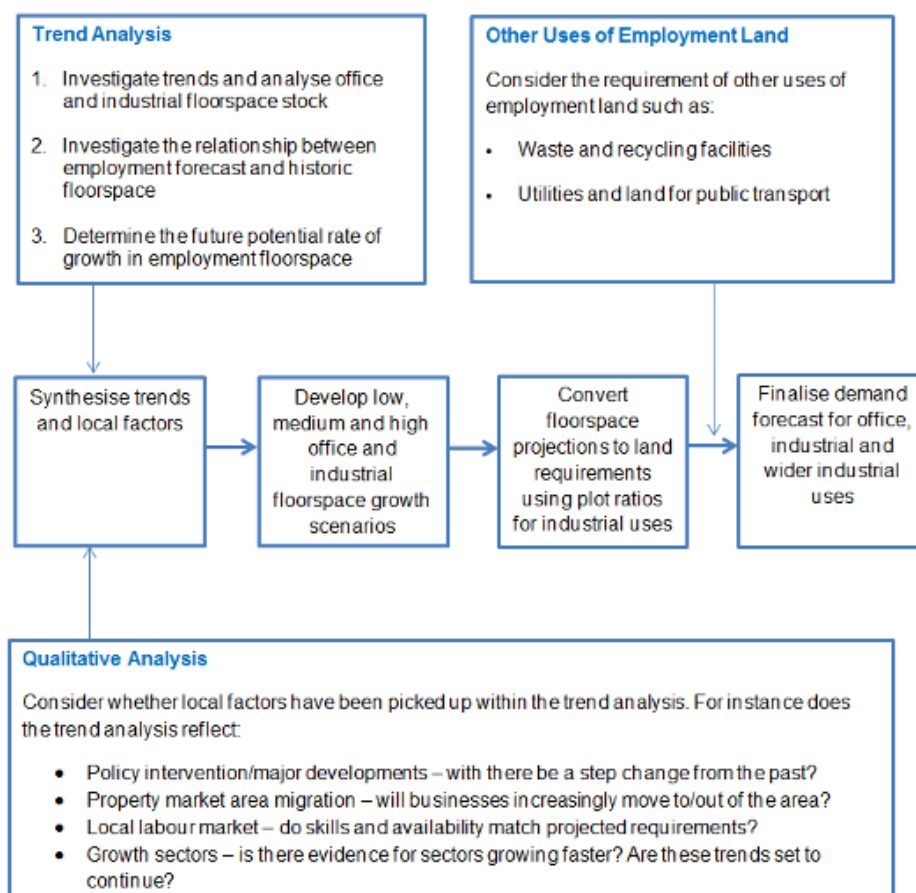 Trend Analysis
1. Investigate trends and analyse office
and industrial floorspace stock
2. Investigate the relationship between
employment forecast and historic
floorspace
3. Determine the future potential rate of
growth in employment floorspace
Other Uses of Employment Land
Consider the requirement of other uses of
employment land such as:
• Waste and recycling facilities
• Utilities and land for public transport
Synthesise trends
and local factors
Develop low,
medium and high
office and
industrial
floorspace growth
scenarios
Convert
floorspace
projections to land
requirements
using plot ratios
for industrial uses
Finalise demand
forecast for office,
industrial and
wider industrial
uses
Qualitative Analysis
Consider whether local factors have been picked up within the trend analysis. For instance does
the trend analysis reflect:
• Policy intervention/major developments – with there be a step change from the past?
• Property market area migration – will businesses increasingly move to/out of the area?
• Local labour market – do skills and availability match projected requirements?
• Growth sectors – is there evidence for sectors growing faster? Are these trends set to
continue?